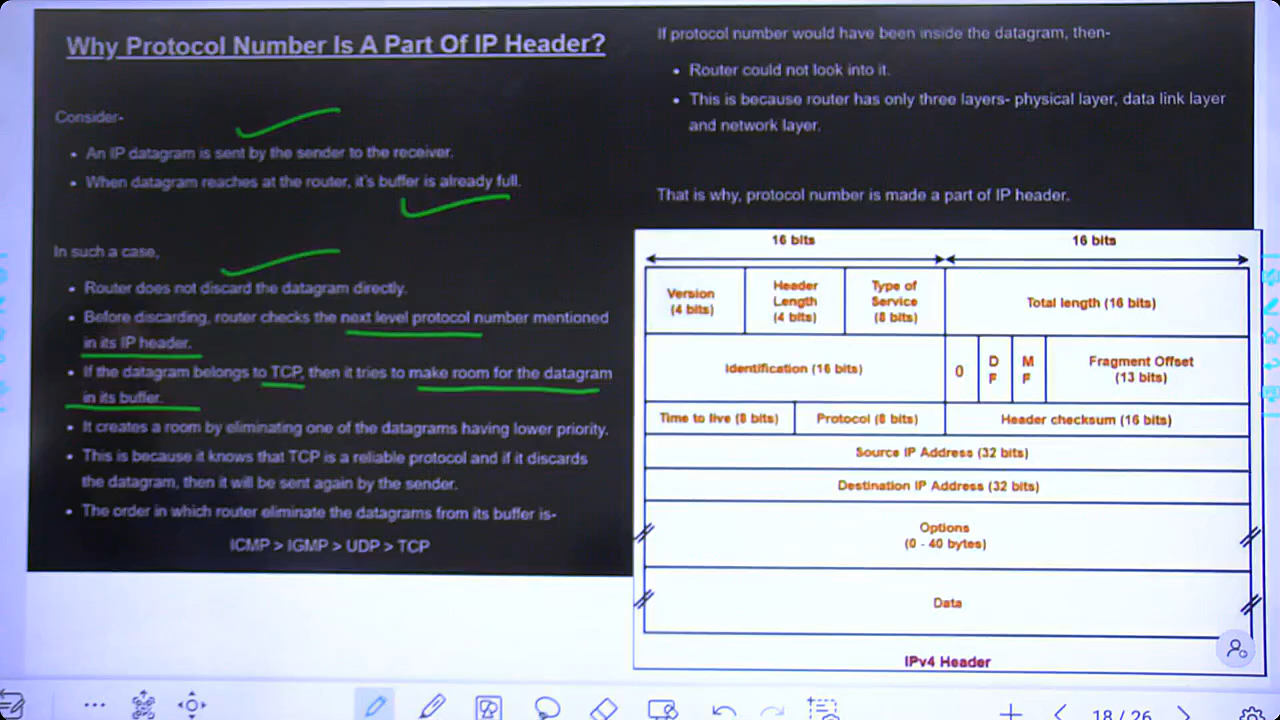 Why Protocol Number Is A Part Of IP Header?
Consider-
• An IP datagram is sent by the sender to the receiver.
• When datagram reaches at the router, it's buffer is already full.
In such a case,
• Router does not discard the datagram directly.
• Before discarding, router checks the next level protocol number mentioned
in its IP header.
• If the datagram belongs to TCP, then it tries to make room for the datagram
in its buffer.
• It creates a room by eliminating one of the datagrams having lower priority.
• This is because it knows that TCP is a reliable protocol and if it discards
the datagram, then it will be sent again by the sender.
• The order in which router eliminate the datagrams from its buffer is-
ICMP > IGMP > UDP > TCP
If protocol number would have been inside the datagram, then-
• Router could not look into it.
• This is because router has only three layers- physical layer, data link layer
and network layer.
That is why, protocol number is made a part of IP header.
16 bits 16 bits
Version
(4 bits)
Header
Length
(4 bits)
Type of
Service
(8 bits)
Total length (16 bits)
Identification (16 bits)
0
D
F
M
F
Fragment Offset
(13 bits)
Time to live (8 bits)
Protocol (8 bits)
Header checksum (16 bits)
Source IP Address (32 bits)
Destination IP Address (32 bits)
Options
(0 - 40 bytes)
Data
IPv4 Header
18 / 26